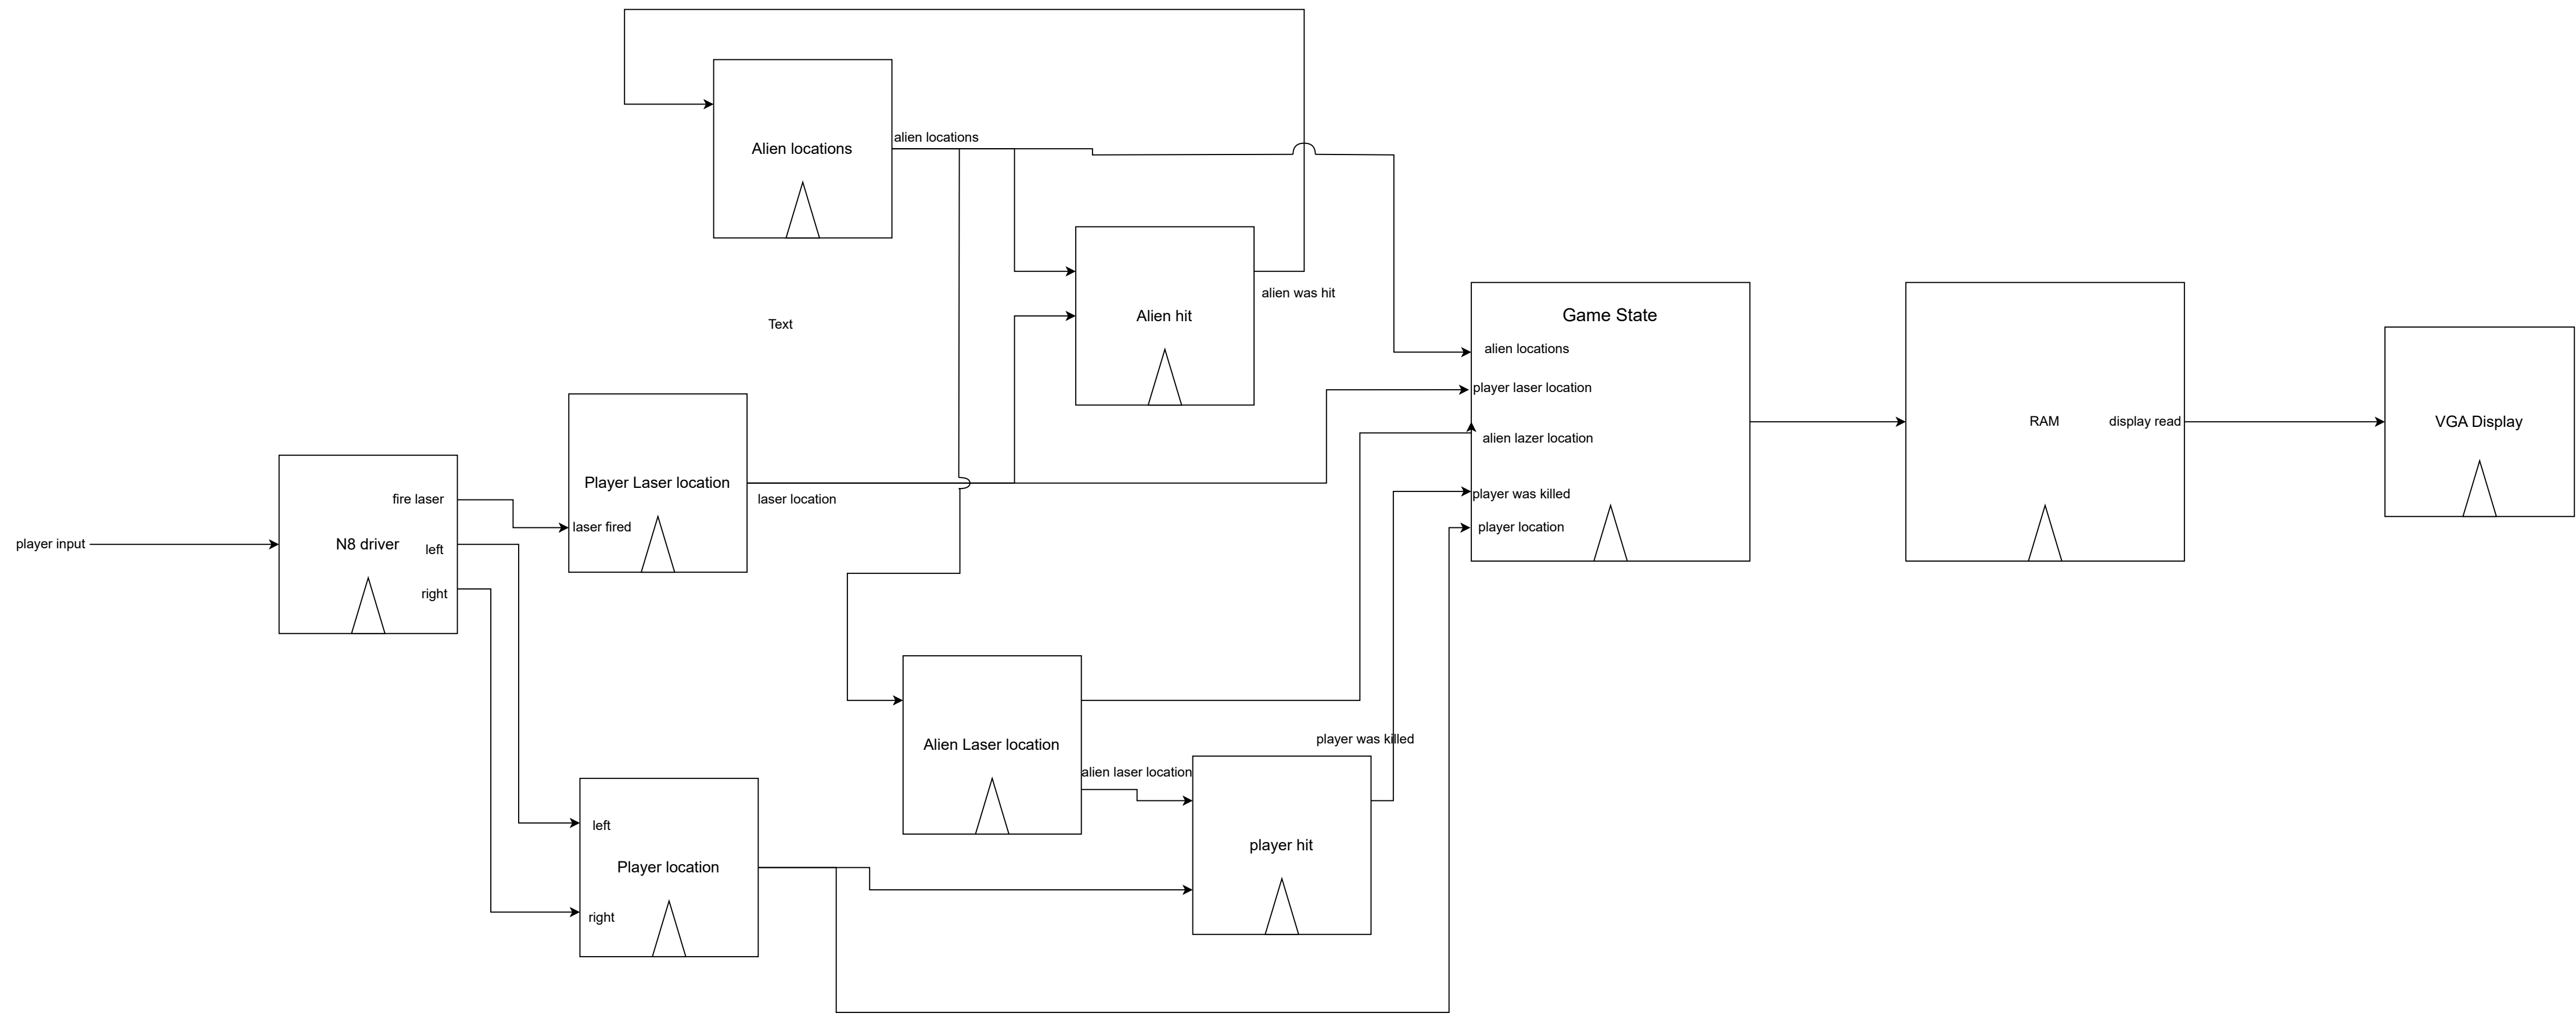 Alien locations
alien locations
Alien hit
alien was hit
Text
Game State
alien locations
player laser location
alien lazer location
player was killed
player location
RAM
display read
VGA Display
Player Laser location
laser location
laser fired
fire laser
player input
N8 driver
left
right
Alien Laser location
alien laser location
player was killed
player hit
left
Player location
right